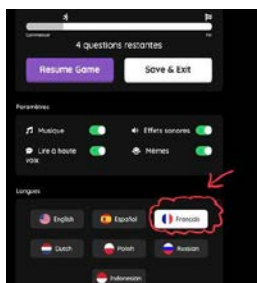 Commencer Fin
4 questions restantes
Resume Game Save & Exit
Paramètres
Musique Effets sonores
Lire à haute voix Mèmes
Langues
English Español Français
Dutch Polish Russian
Indonesian